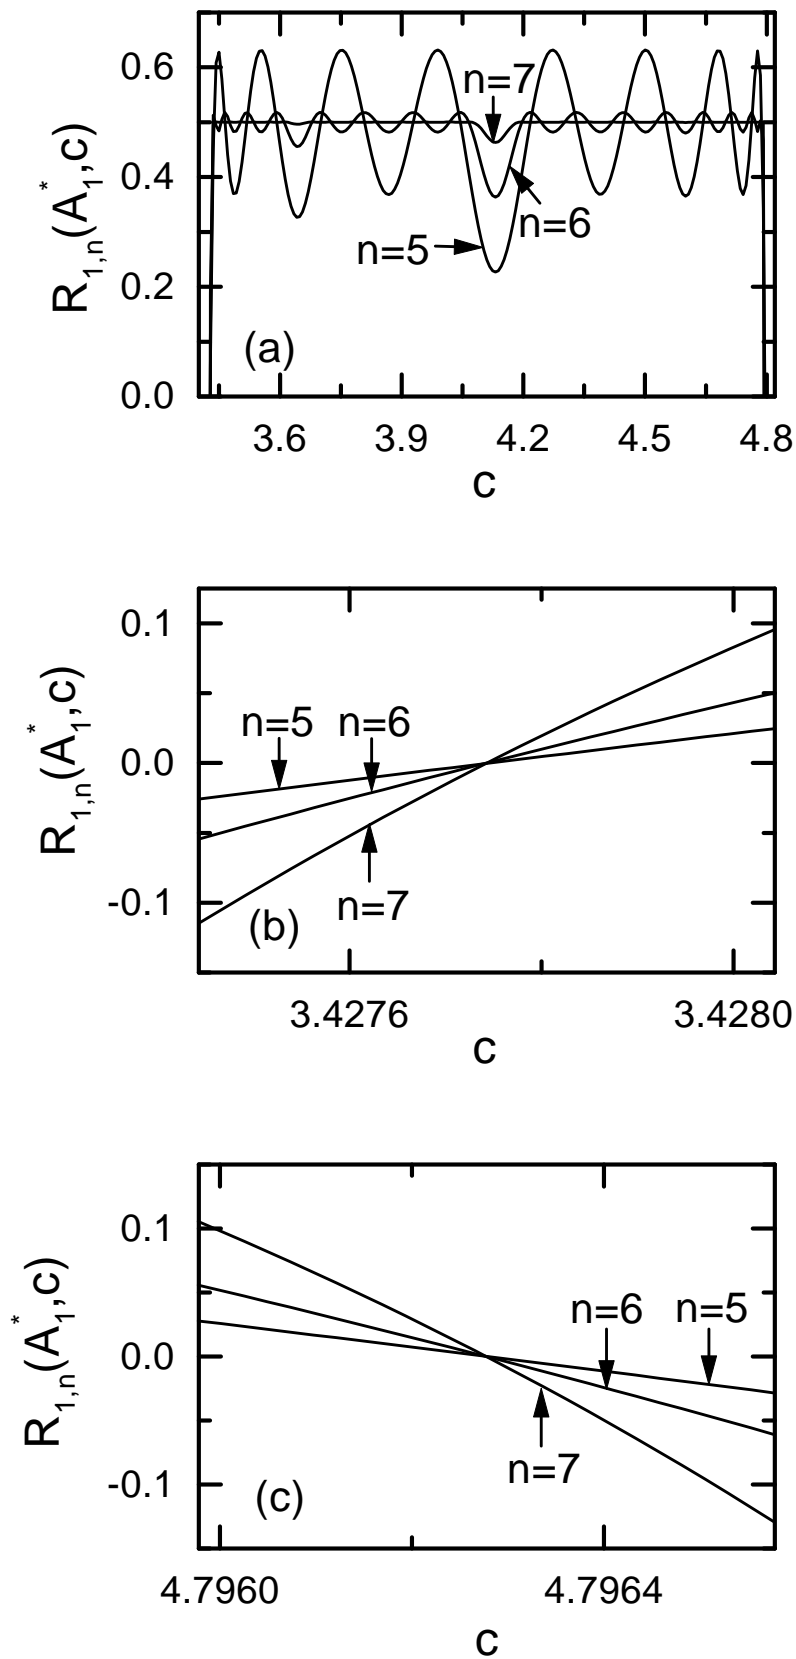 R1,n(A1*,c)
0.6
0.4
0.2
0.0
n=7
n=6
n=5
(a)
3.6 3.9 4.2 4.5 4.8
c
R1,n(A1*,c)
0.1
0.0
-0.1
n=5 n=6
n=7
(b)
3.4276 3.4280
c
R1,n(A1*,c)
0.1
0.0
-0.1
n=6 n=5
n=7
(c)
4.7960 4.7964
c